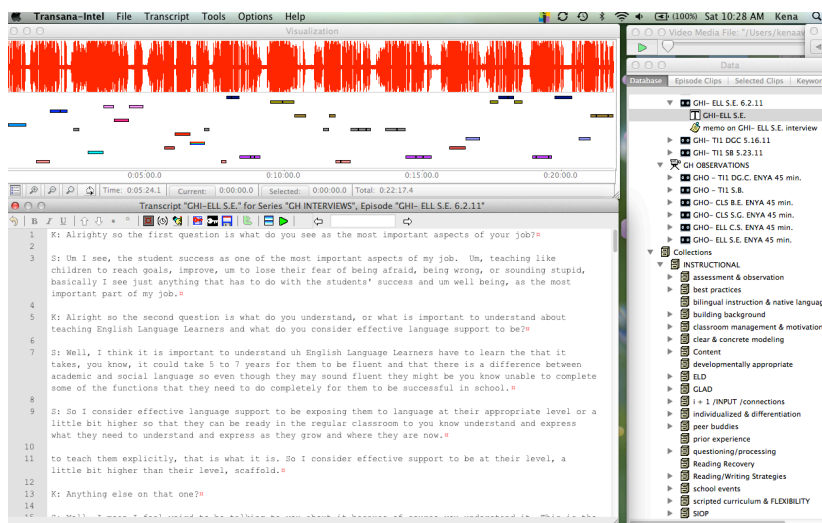 Transana-Intel File Transcript Tools Options Help (100%) Sat 10:28 AM Kena
Visualization
0:05:00.0 0:10:00.0 0:15:00.0 0:20:00.0
Time: 0:05:24.1 Current: 0:00:00.0 Selected: 0:00:00.0 Total: 0:22:17.4
Transcript "GHI-ELL S.E." for Series "GH INTERVIEWS", Episode "GHI- ELL S.E. 6.2.11"
B I U
1 K: Alrighty so the first question is what do you see as the most important aspects of your job?¤
2
3 S: Um I see, the student success as one of the most important aspects of my job. Um, teaching like
children to reach goals, improve, um to lose their fear of being afraid, being wrong, or sounding stupid,
basically I see just anything that has to do with the students' success and um well being, as the most
important part of my job.¤
4
5 K: Alright so the second question is what do you understand, or what is important to understand about
teaching English Language Learners and what do you consider effective language support to be?¤
6
7 S: Well, I think it is important to understand uh English Language Learners have to learn the that it
takes, you know, it could take 5 to 7 years for them to be fluent and that there is a difference between
academic and social language so even though they may sound fluent they might be you know unable to complete
some of the functions that they need to do completely for them to be successful in school.¤
8
9 S: So I consider effective language support to be exposing them to language at their appropriate level or a
little bit higher so that they can be ready in the regular classroom to you know understand and express
what they need to understand and express as they grow and where they are now.¤
10
11 to teach them explicitly, that is what it is. So I consider effective support to be at their level, a
little bit higher than their level, scaffold.¤
12
13 K: Anything else on that one?¤
14
Video Media File: "/Users/kenaav
Data
Database Episode Clips Selected Clips Keywor
GHI- ELL S.E. 6.2.11
GHI-ELL S.E.
memo on GHI- ELL S.E. interview
GHI- TI1 DGC 5.16.11
GHI- TI1 SB 5.23.11
GH OBSERVATIONS
GHO - TI1 DG.C. ENYA 45 min.
GHO - TI1 S.B.
GHO- CLS B.E. ENYA 45 min.
GHO- CLS S.G. ENYA 45 min.
GHO- ELL C.S. ENYA 45 min.
GHO- ELL S.E. ENYA 45 min.
Collections
INSTRUCTIONAL
assessment & observation
best practices
bilingual instruction & native languag
building background
classroom management & motivation
clear & concrete modeling
Content
developmentally appropriate
ELD
GLAD
i + 1 /INPUT /connections
individualized & differentiation
peer buddies
prior experience
questioning/processing
Reading Recovery
Reading/Writing Strategies
school events
scripted curriculum & FLEXIBILITY
SIOP